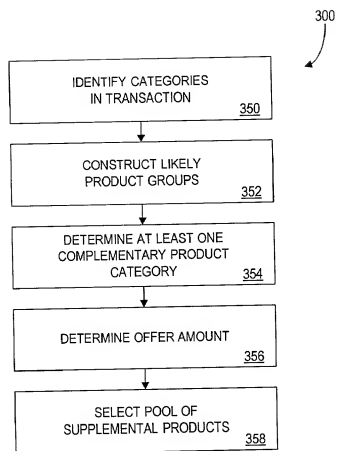 300
IDENTIFY CATEGORIES
IN TRANSACTION
350
CONSTRUCT LIKELY
PRODUCT GROUPS
352
DETERMINE AT LEAST ONE
COMPLEMENTARY PRODUCT
CATEGORY
354
DETERMINE OFFER AMOUNT
356
SELECT POOL OF
SUPPLEMENTAL PRODUCTS
358